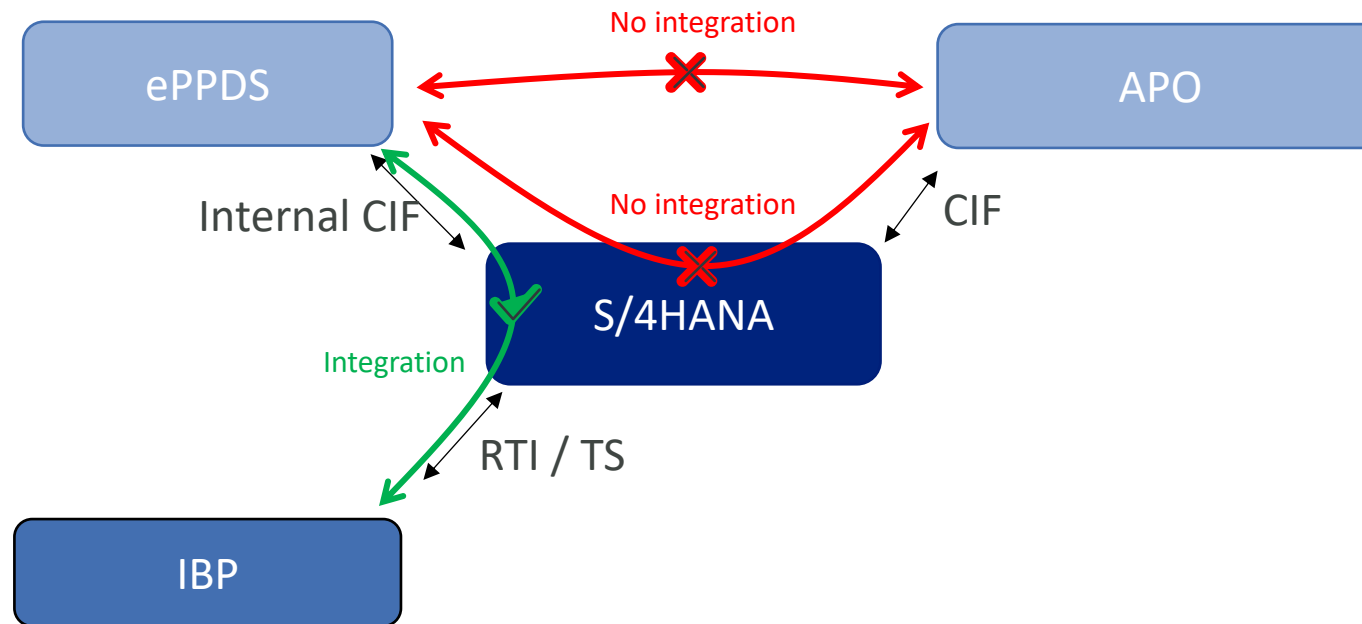 No integration
ePPDS
APO
Internal CIF
No integration
CIF
S/4HANA
Integration
RTI / TS
IBP